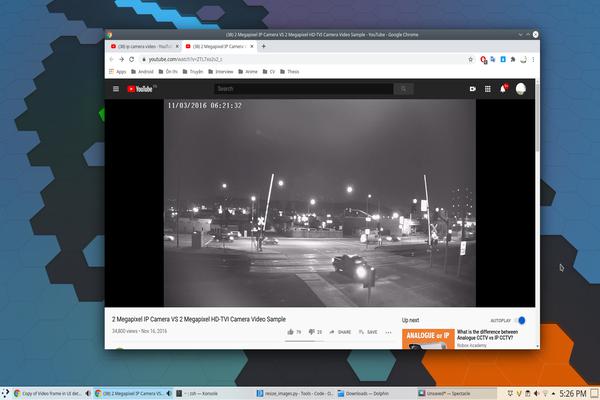 (38) 2 Megapixel IP Camera VS 2 Megapixel HD-TVI Camera Video Sample - YouTube - Google Chrome
(38) ip camera video - YouTube
(38) 2 Megapixel IP Camera
youtube.com/watch?v=
Apps
Android
Ôn thi
Truyện
Interview
Anime
CV
Thesis
YouTube
Search
11/03/2016 06:21:32
2 Megapixel IP Camera VS 2 Megapixel HD-TVI Camera Video Sample
34,800 views • Nov 16, 2016
SHARE
SAVE
Up next
AUTOPLAY
ANALOGUE or IP
What is the difference between
Analogue CCTV vs IP CCTV?
Robox Academy
Copy of Video frame in UI det...
(38) 2 Megapixel IP Camera VS...
~ : zsh — Konsole
resize_images.py - Tools - Code - O...
Downloads — Dolphin
Unsaved* — Spectacle
5:26 PM